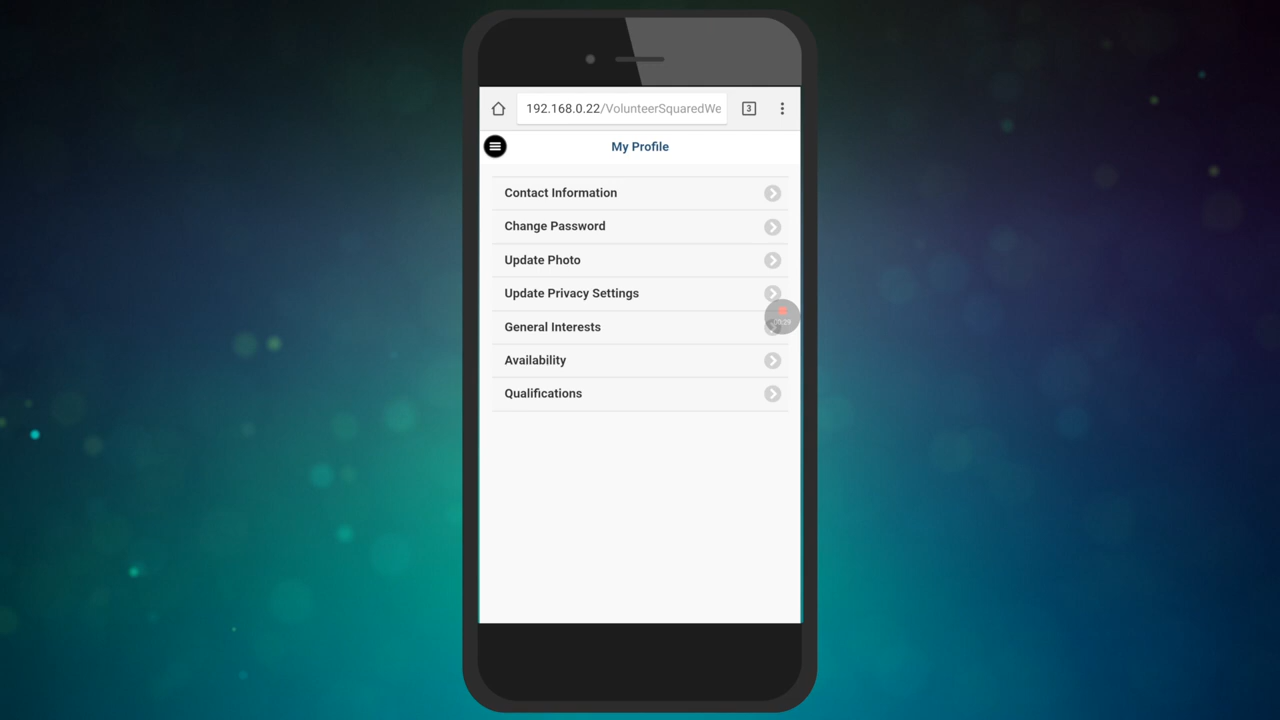 192.168.0.22/VolunteerSquaredWe
3
My Profile
Contact Information
Change Password
Update Photo
Update Privacy Settings
General Interests
Availability
Qualifications